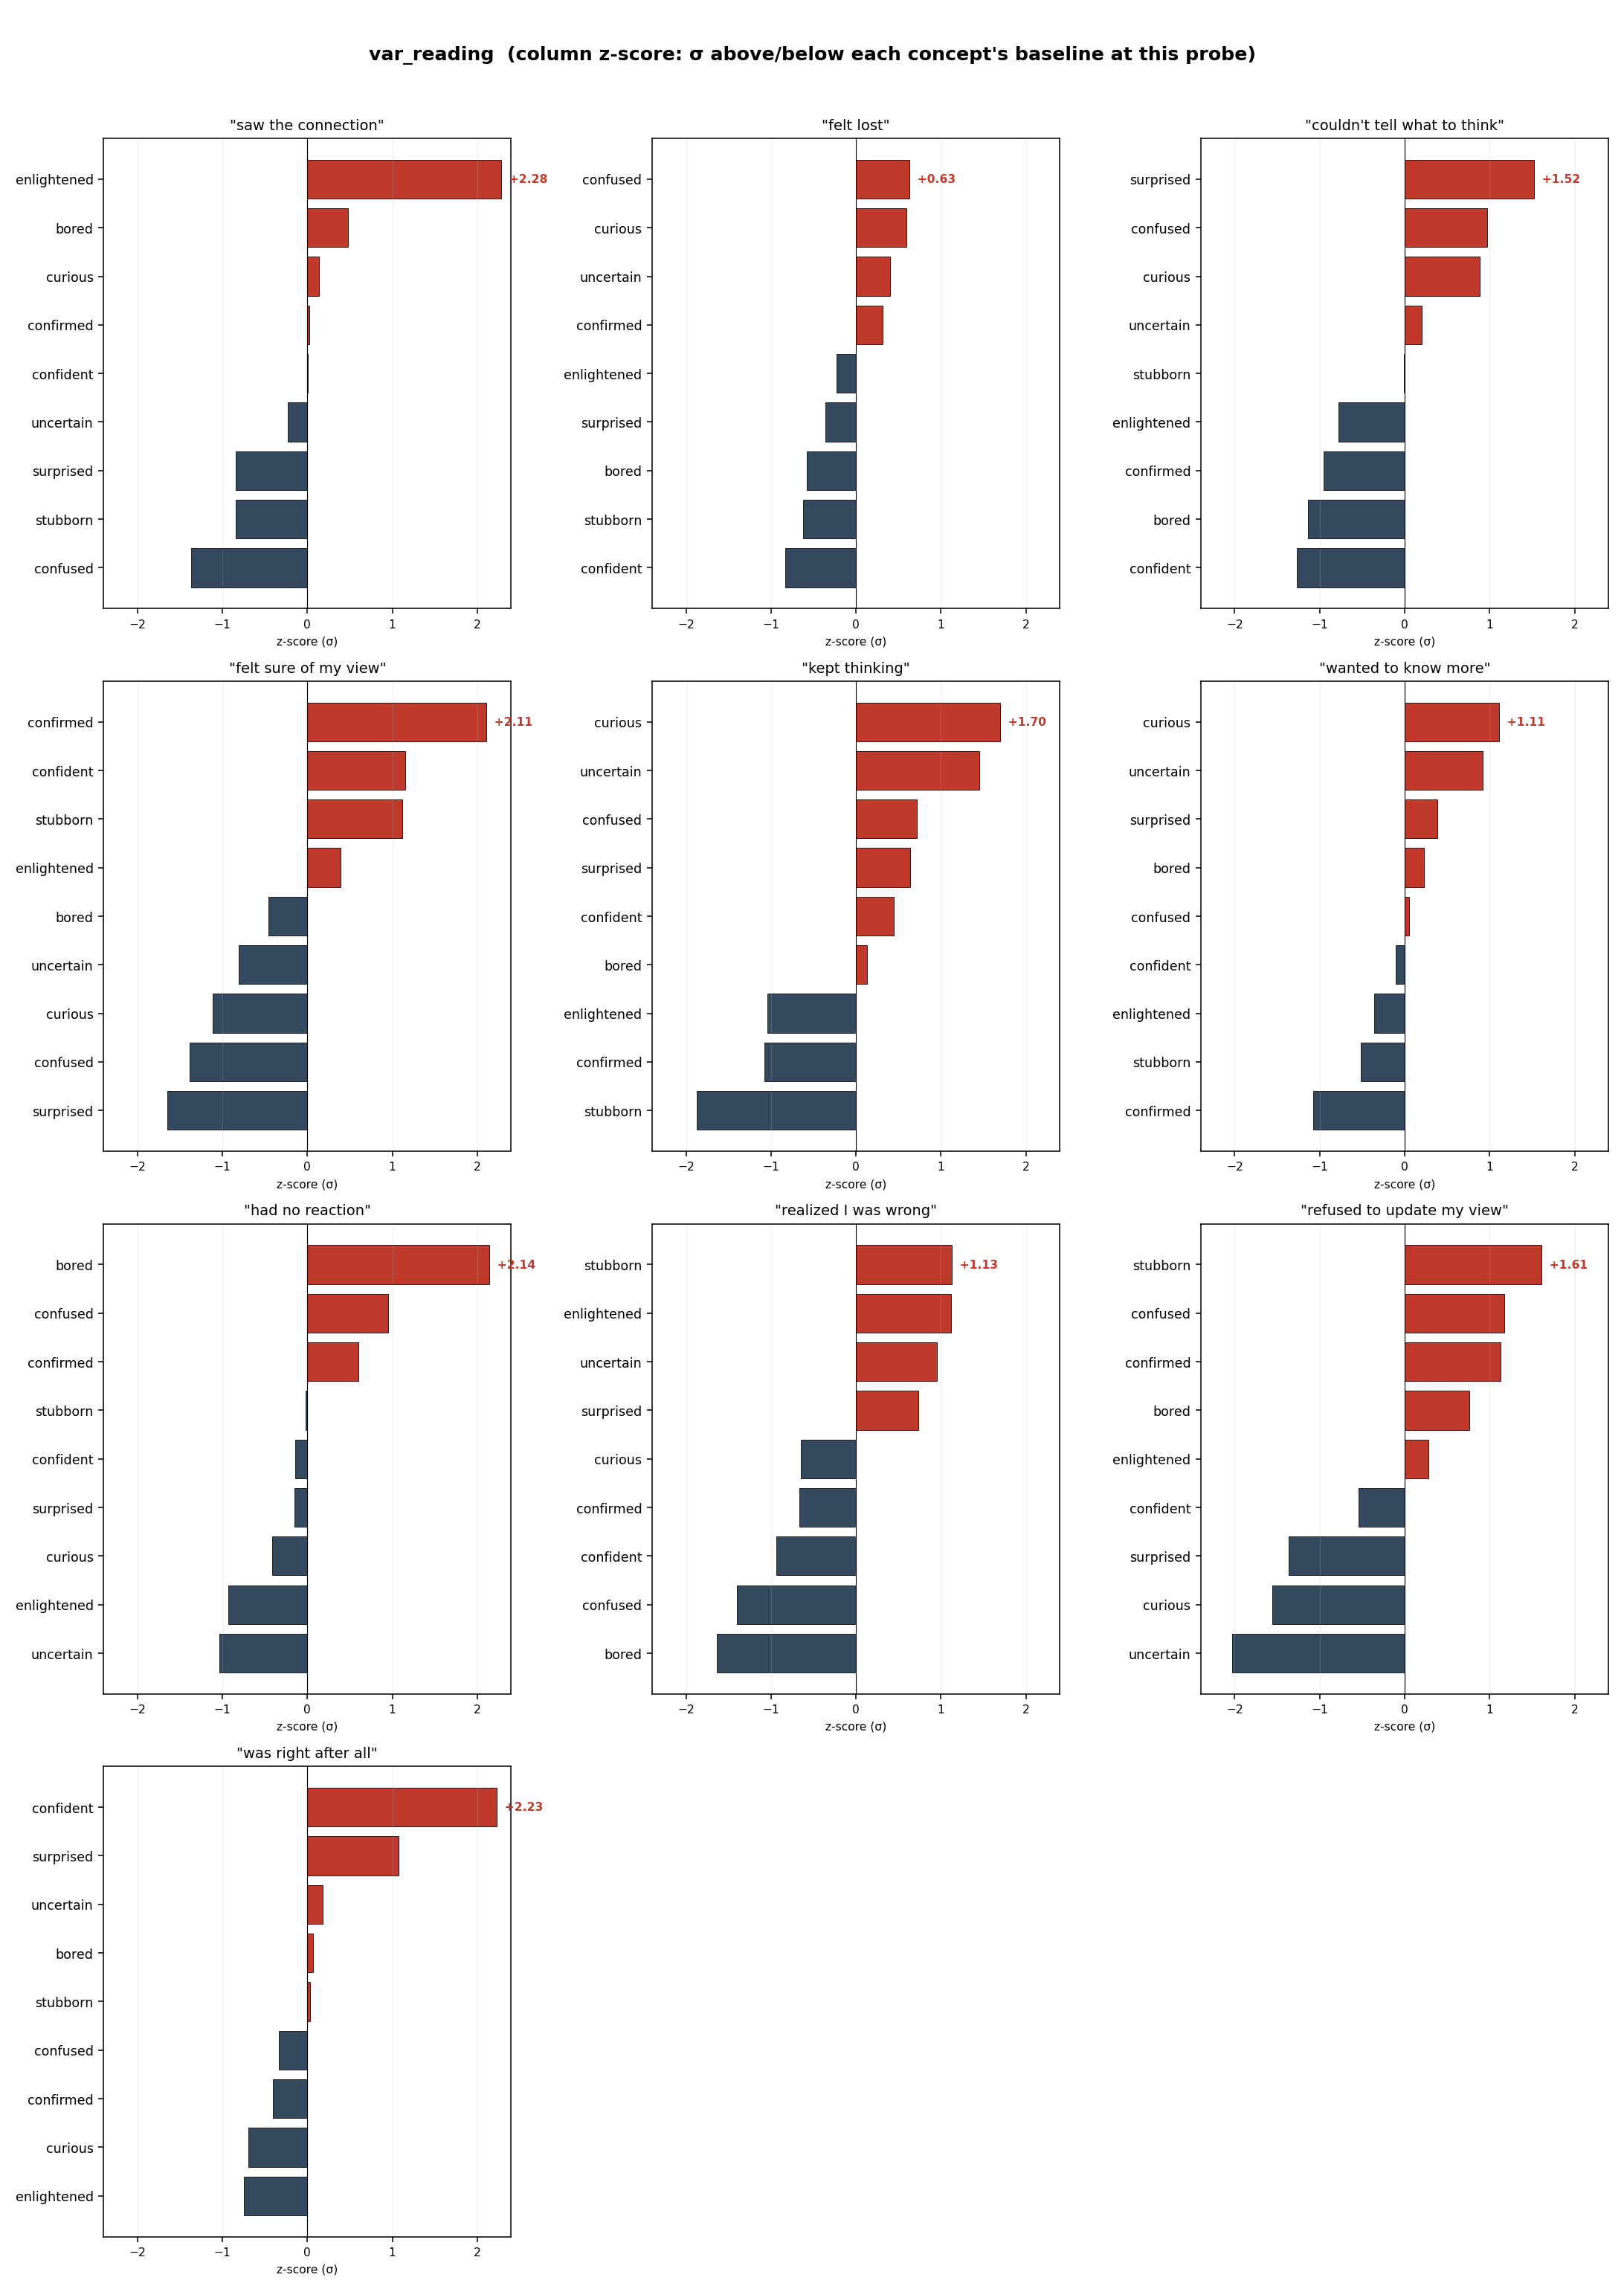 var_reading  (column z-score: σ above/below each concept's baseline at this probe)
"saw the connection"
enlightened
+2.28
bored
curious
confirmed
confident
uncertain
surprised
stubborn
confused
−2 −1 0 1 2
z-score (σ)
"felt lost"
confused
+0.63
curious
uncertain
confirmed
enlightened
surprised
bored
stubborn
confident
−2 −1 0 1 2
z-score (σ)
"couldn't tell what to think"
surprised
+1.52
confused
curious
uncertain
stubborn
enlightened
confirmed
bored
confident
−2 −1 0 1 2
z-score (σ)
"felt sure of my view"
confirmed
+2.11
confident
stubborn
enlightened
bored
uncertain
curious
confused
surprised
−2 −1 0 1 2
z-score (σ)
"kept thinking"
curious
+1.70
uncertain
confused
surprised
confident
bored
enlightened
confirmed
stubborn
−2 −1 0 1 2
z-score (σ)
"wanted to know more"
curious
+1.11
uncertain
surprised
bored
confused
confident
enlightened
stubborn
confirmed
−2 −1 0 1 2
z-score (σ)
"had no reaction"
bored
+2.14
confused
confirmed
stubborn
confident
surprised
curious
enlightened
uncertain
−2 −1 0 1 2
z-score (σ)
"realized I was wrong"
stubborn
+1.13
enlightened
uncertain
surprised
curious
confirmed
confident
confused
bored
−2 −1 0 1 2
z-score (σ)
"refused to update my view"
stubborn
+1.61
confused
confirmed
bored
enlightened
confident
surprised
curious
uncertain
−2 −1 0 1 2
z-score (σ)
"was right after all"
confident
+2.23
surprised
uncertain
bored
stubborn
confused
confirmed
curious
enlightened
−2 −1 0 1 2
z-score (σ)